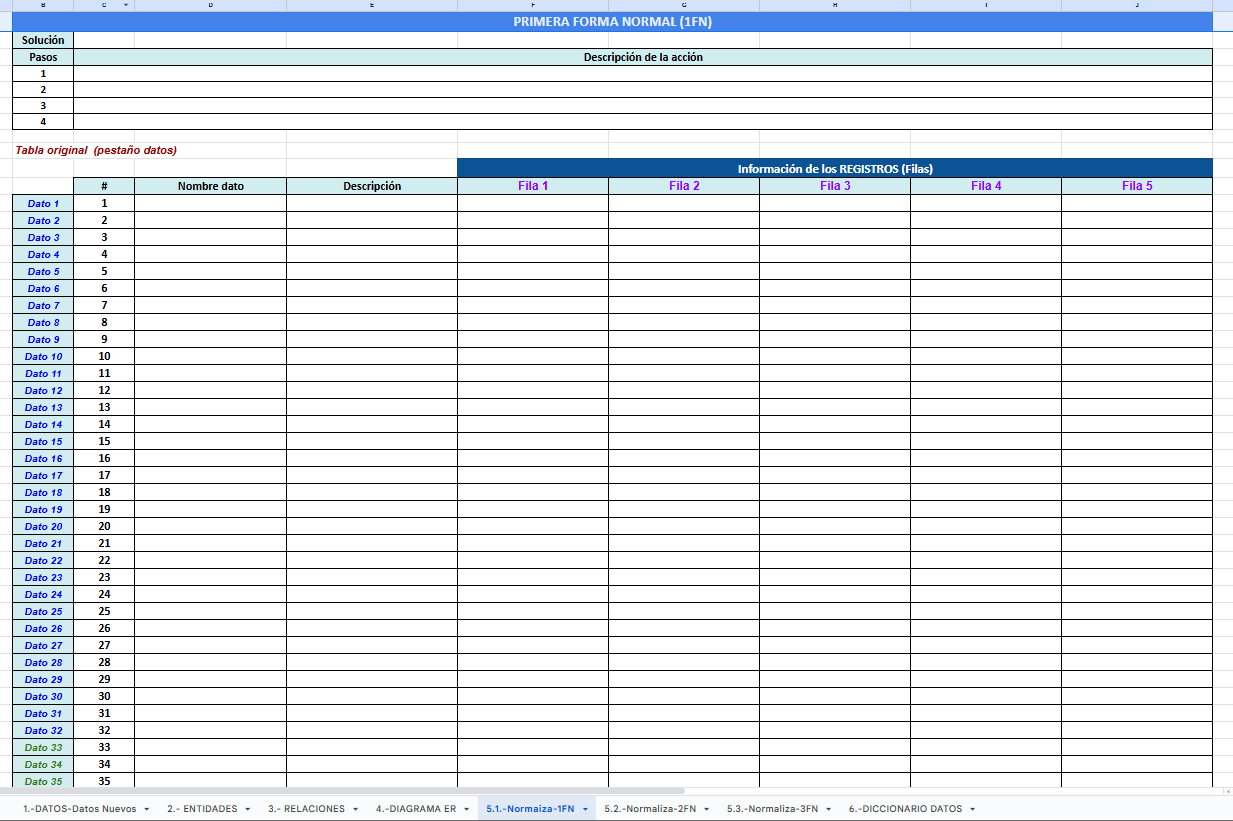 B C D E F G H I J
PRIMERA FORMA NORMAL (1FN)
Solución
Pasos Descripción de la acción
1
2
3
4
Tabla original (pestaño datos)
Información de los REGISTROS (Filas)
# Nombre dato Descripción Fila 1 Fila 2 Fila 3 Fila 4 Fila 5
Dato 1 1
Dato 2 2
Dato 3 3
Dato 4 4
Dato 5 5
Dato 6 6
Dato 7 7
Dato 8 8
Dato 9 9
Dato 10 10
Dato 11 11
Dato 12 12
Dato 13 13
Dato 14 14
Dato 15 15
Dato 16 16
Dato 17 17
Dato 18 18
Dato 19 19
Dato 20 20
Dato 21 21
Dato 22 22
Dato 23 23
Dato 24 24
Dato 25 25
Dato 26 26
Dato 27 27
Dato 28 28
Dato 29 29
Dato 30 30
Dato 31 31
Dato 32 32
Dato 33 33
Dato 34 34
Dato 35 35
1.-DATOS-Datos Nuevos 2.- ENTIDADES 3.- RELACIONES 4.-DIAGRAMA ER 5.1.-Normaiza-1FN 5.2.-Normaliza-2FN 5.3.-Normaliza-3FN 6.-DICCIONARIO DATOS